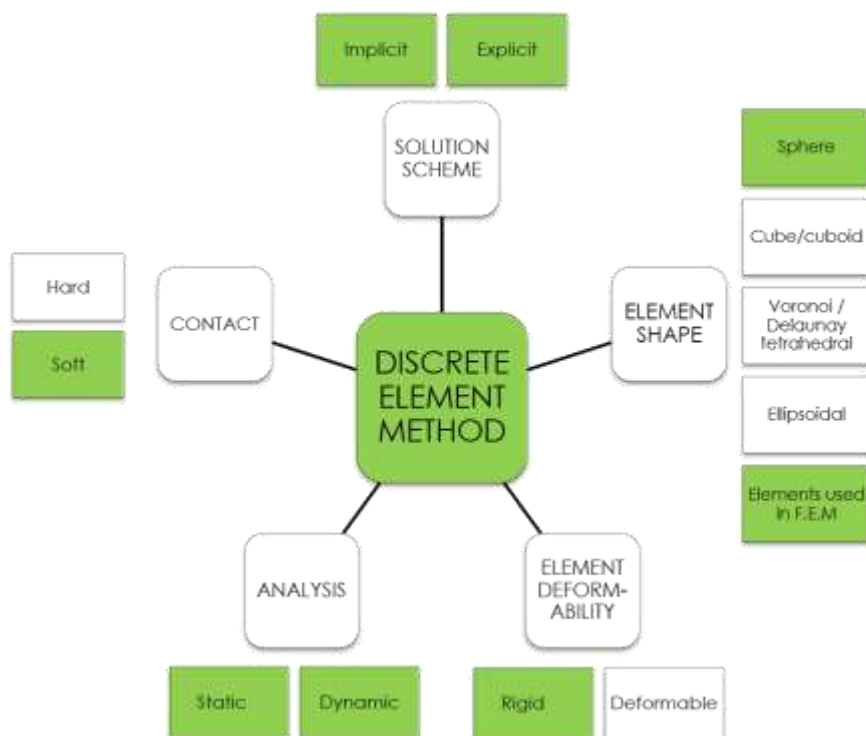 Implicit
Explicit
SOLUTION
SCHEME
Sphere
Cube/cuboid
Voronoi /
Delaunay
tetrahedral
Ellipsoidal
Elements used
in F.E.M
ELEMENT
SHAPE
Hard
Soft
CONTACT
DISCRETE
ELEMENT
METHOD
ANALYSIS
Static
Dynamic
ELEMENT
DEFORM-
ABILITY
Rigid
Deformable